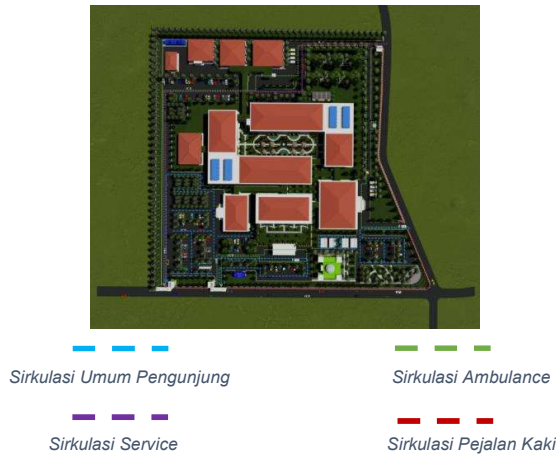 Sirkulasi Umum Pengunjung
Sirkulasi Ambulance
Sirkulasi Service
Sirkulasi Pejalan Kaki